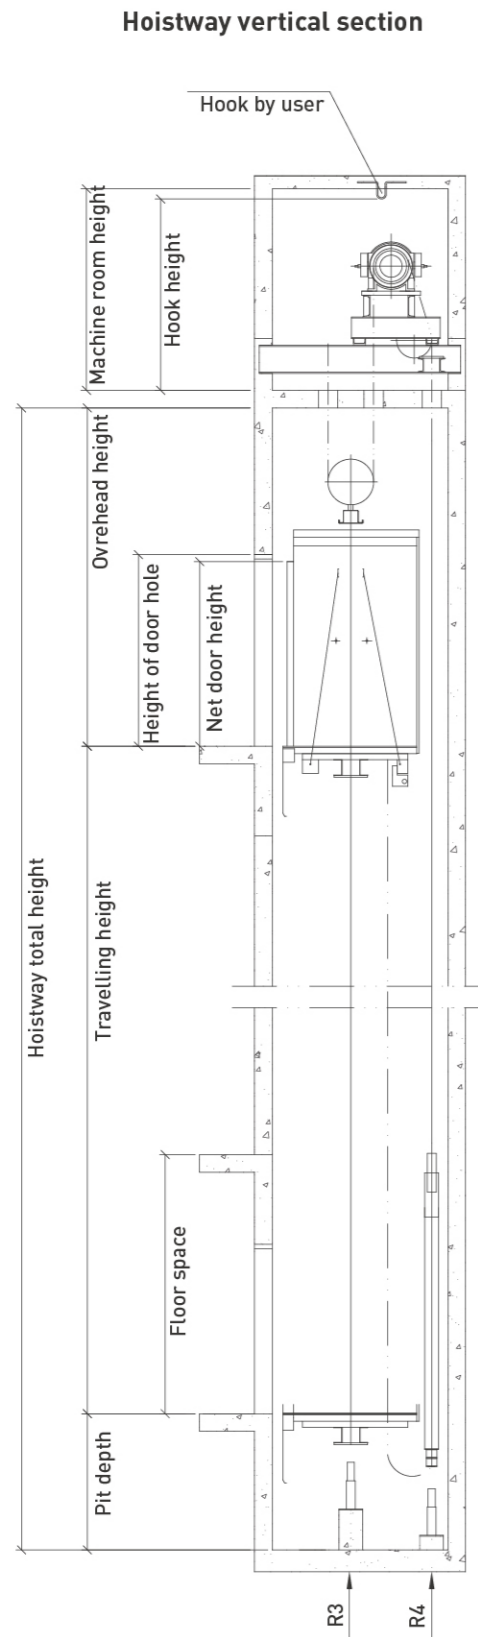 Hoistway vertical section
Hook by user
Machine room height
Hook height
Ovrehead height
Height of door hole
Net door height
Hoistway total height
Travelling height
Floor space
Pit depth
R3
R4